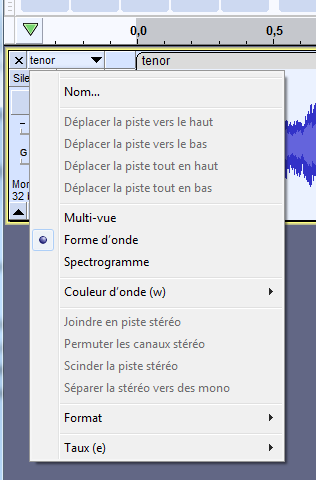 0,0 0,5
tenor tenor
Sile
Nom...
Déplacer la piste vers le haut
–
Déplacer la piste vers le bas
G
Déplacer la piste tout en haut
Mon
Déplacer la piste tout en bas
32
Multi-vue
Forme d'onde
Spectrogramme
Couleur d'onde (w)
Joindre en piste stéréo
Permuter les canaux stéréo
Scinder la piste stéréo
Séparer la stéréo vers des mono
Format
Taux (e)